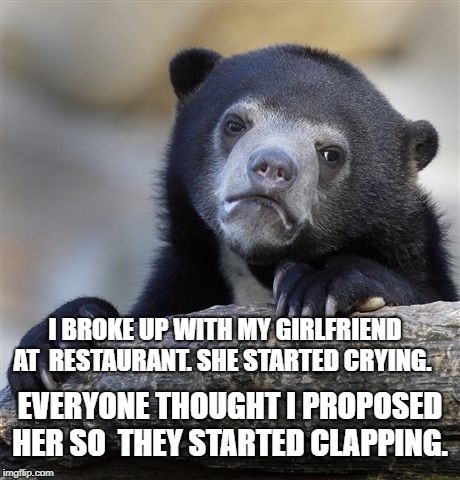 I BROKE UP WITH MY GIRLFRIEND
AT RESTAURANT. SHE STARTED CRYING.
EVERYONE THOUGHT I PROPOSED
HER SO THEY STARTED CLAPPING.
imgflip.com